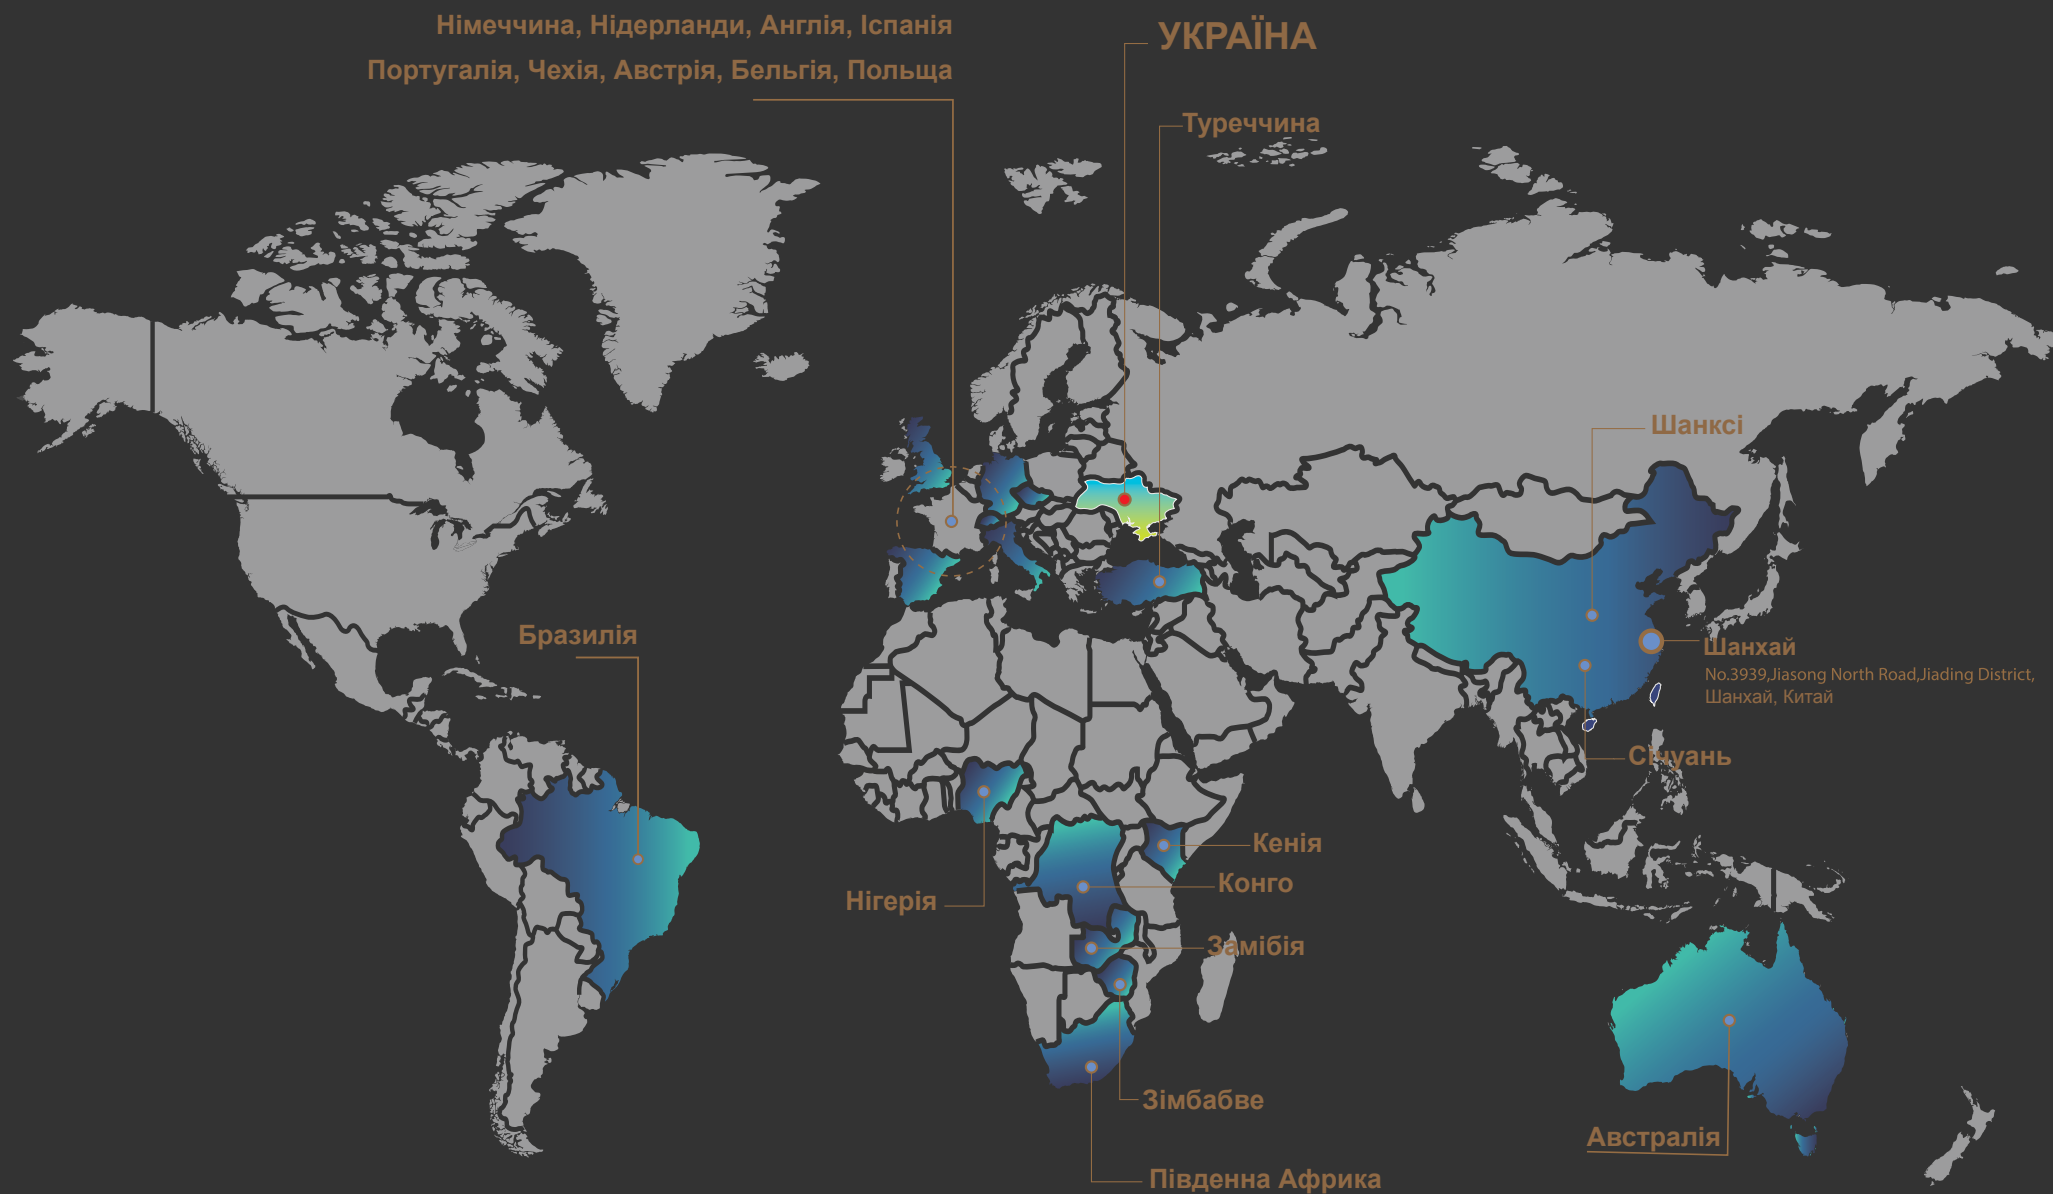 Німеччина, Нідерланди, Англія, Іспанія
Португалія, Чехія, Австрія, Бельгія, Польща
УКРАЇНА
Туреччина
Шанксі
Шанхай
No.3939,Jiasong North Road,Jiading District,
Шанхай, Китай
Січуань
Бразилія
Кенія
Конго
Нігерія
Замібія
Зімбабве
Австралія
Південна Африка